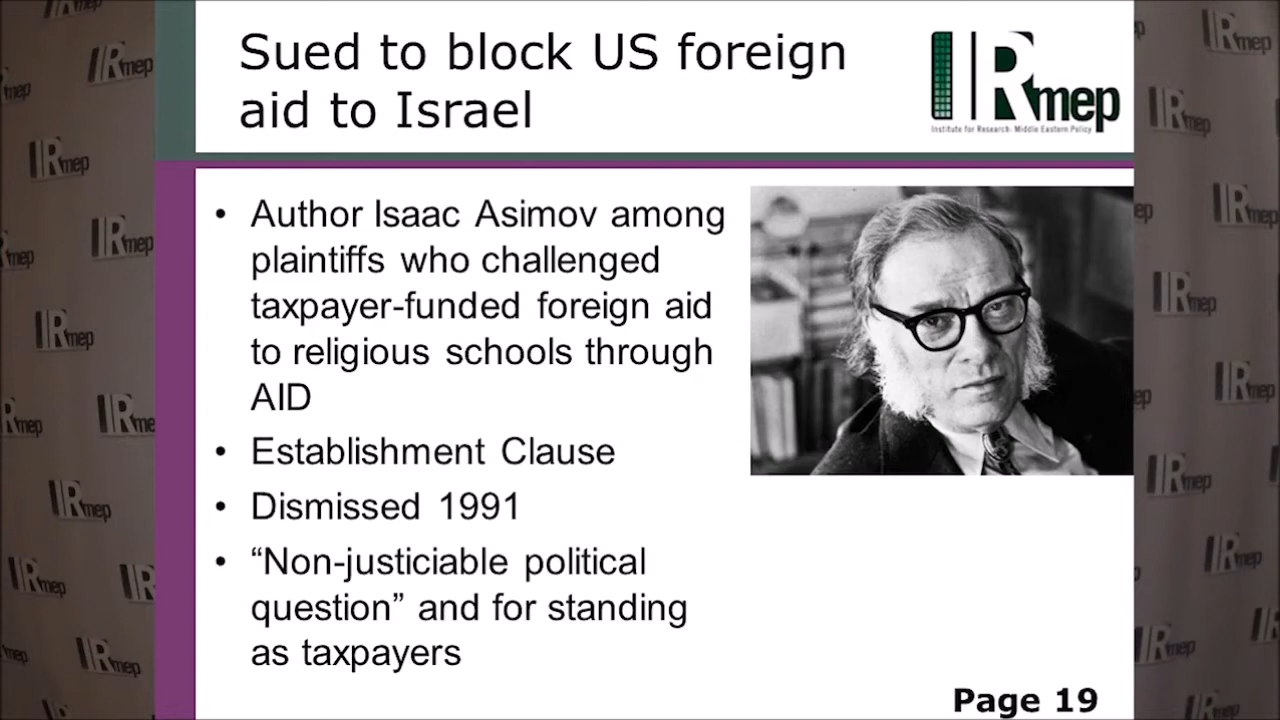 Sued to block US foreign
aid to Israel
IRmep
Institute for Research: Middle Eastern Policy
• Author Isaac Asimov among
plaintiffs who challenged
taxpayer-funded foreign aid
to religious schools through
AID
• Establishment Clause
• Dismissed 1991
• “Non-justiciable political
question” and for standing
as taxpayers
Page 19